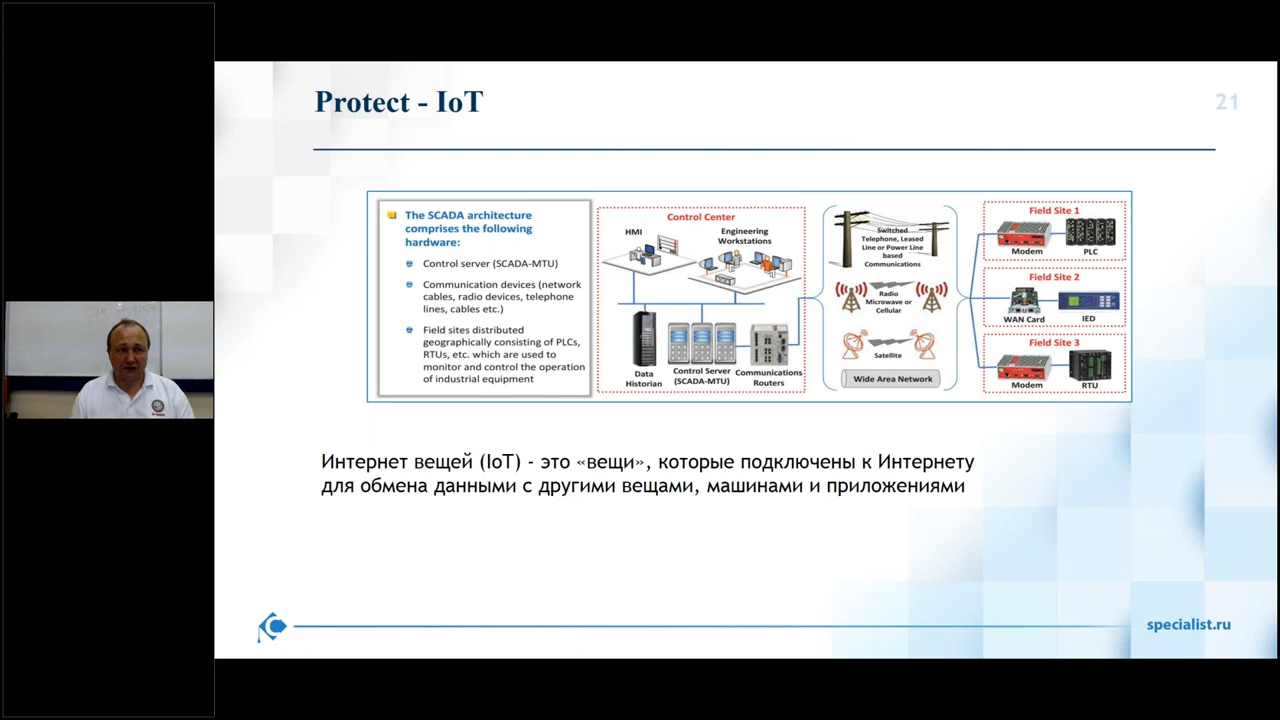 Protect - IoT
21
The SCADA architecture
comprises the following
hardware:
Control server (SCADA-MTU)
Communication devices (network
cables, radio devices, telephone
lines, cables etc.)
Field sites distributed
geographically consisting of PLCs,
RTUs, etc. which are used to
monitor and control the operation
of industrial equipment
Control Center
HMI
Engineering
Workstations
Data
Historian
Control Server
(SCADA-MTU)
Communications
Routers
Switched
Telephone, Leased
Line or Power Line
based
Communications
Radio
Microwave or
Cellular
Satellite
Wide Area Network
Field Site 1
Modem
PLC
Field Site 2
WAN Card
IED
Field Site 3
Modem
RTU
Интернет вещей (IoT) - это «вещи», которые подключены к Интернету
для обмена данными с другими вещами, машинами и приложениями
specialist.ru